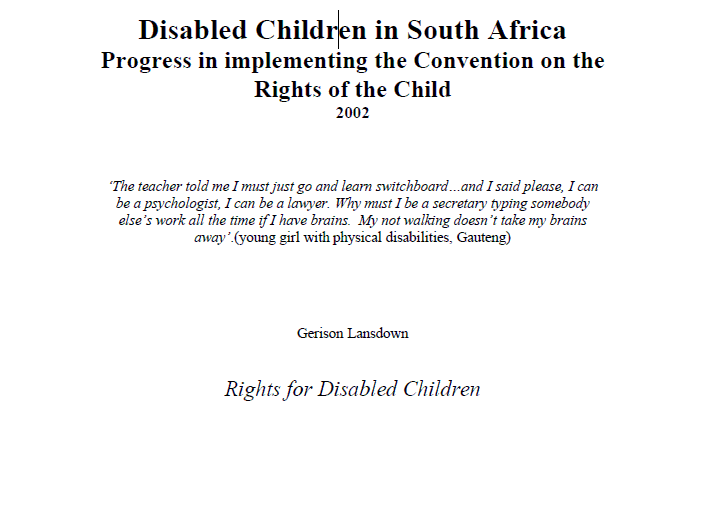 Disabled Children in South Africa
Progress in implementing the Convention on the
Rights of the Child
2002
‘The teacher told me I must just go and learn switchboard…and I said please, I can
be a psychologist, I can be a lawyer. Why must I be a secretary typing somebody
else’s work all the time if I have brains.  My not walking doesn’t take my brains
away’.(young girl with physical disabilities, Gauteng)
Gerison Lansdown
Rights for Disabled Children